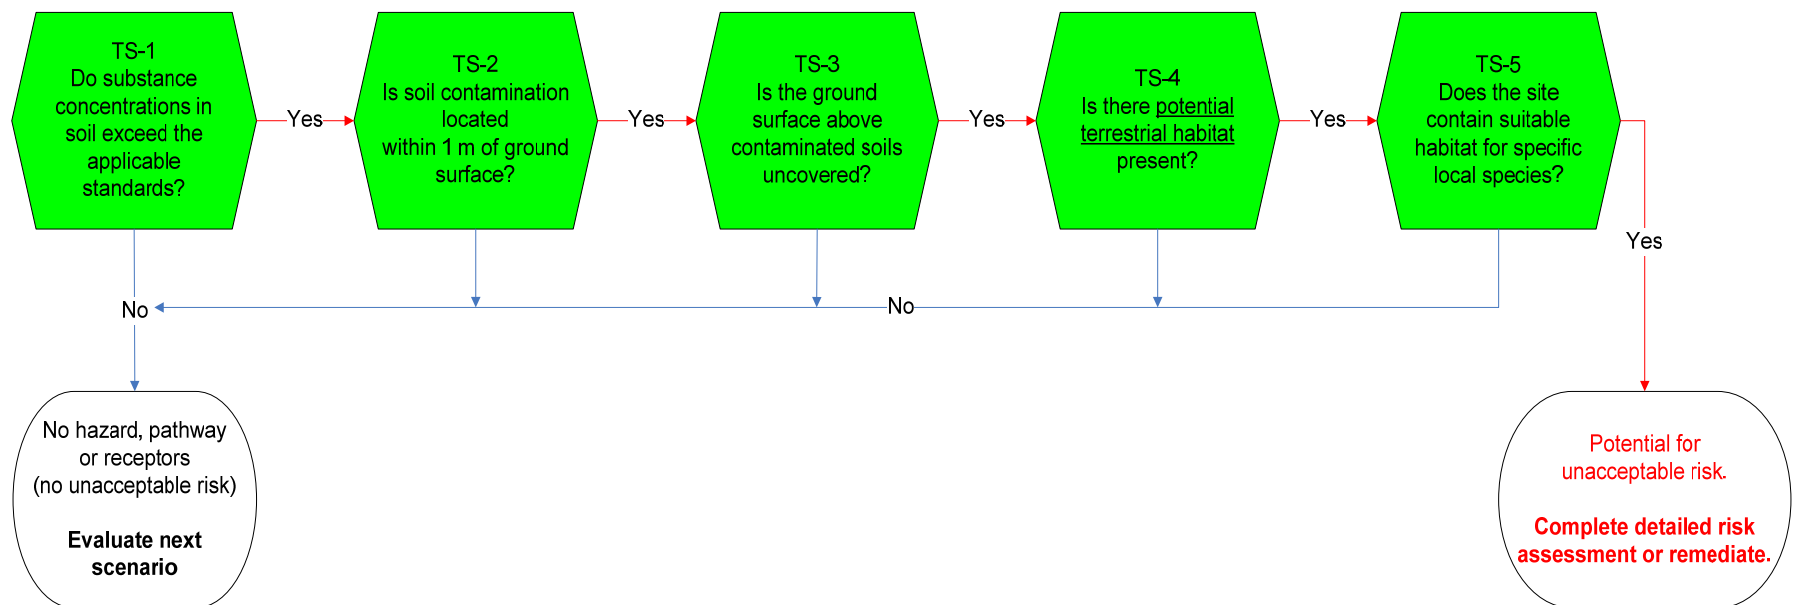 TS-1
Do substance
concentrations in
soil exceed the
applicable
standards?
Yes
TS-2
Is soil contamination
located
within 1 m of ground
surface?
Yes
TS-3
Is the ground
surface above
contaminated soils
uncovered?
Yes
TS-4
Is there potential
terrestrial habitat
present?
Yes
TS-5
Does the site
contain suitable
habitat for specific
local species?
Yes
No
No
No hazard, pathway
or receptors
(no unacceptable risk)
Evaluate next
scenario
Potential for
unacceptable risk.
Complete detailed risk
assessment or remediate.